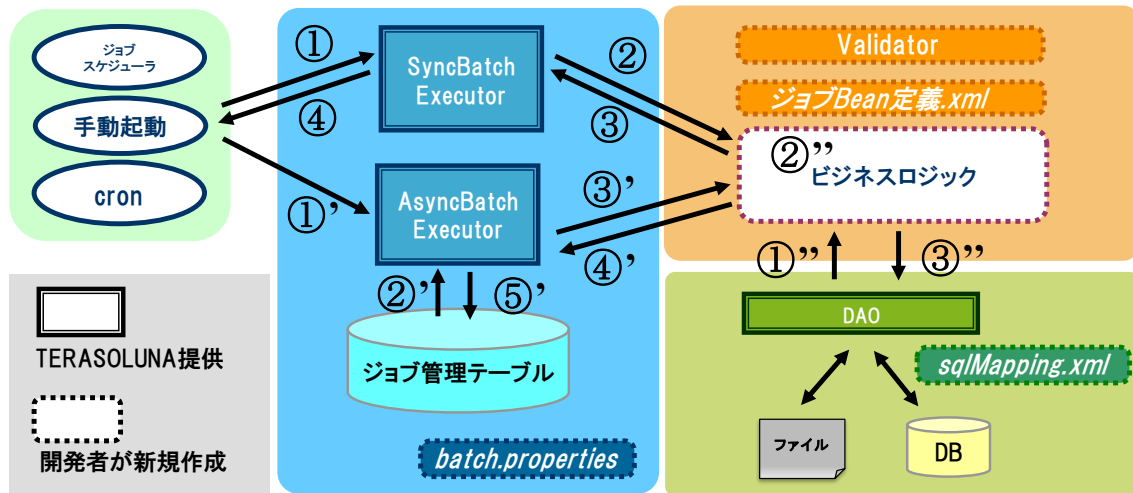 ジョブ
スケーラ
手動起動
cron
①
④
①’
SyncBatch
Executor
AsyncBatch
Executor
②
③
③’
④’
②’
⑤’
ジョブ管理テーブル
batch.properties
Validator
ジョブBean定義.xml
②”
ビジネスロジック
①”
③”
DAO
sqlMapping.xml
ファイル
DB
TERASOLUNA提供
開発者が新規作成